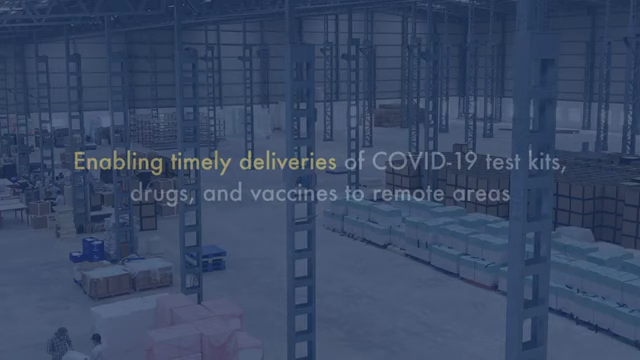 Enabling timely deliveries of COVID-19 test kits,
drugs, and vaccines to remote areas